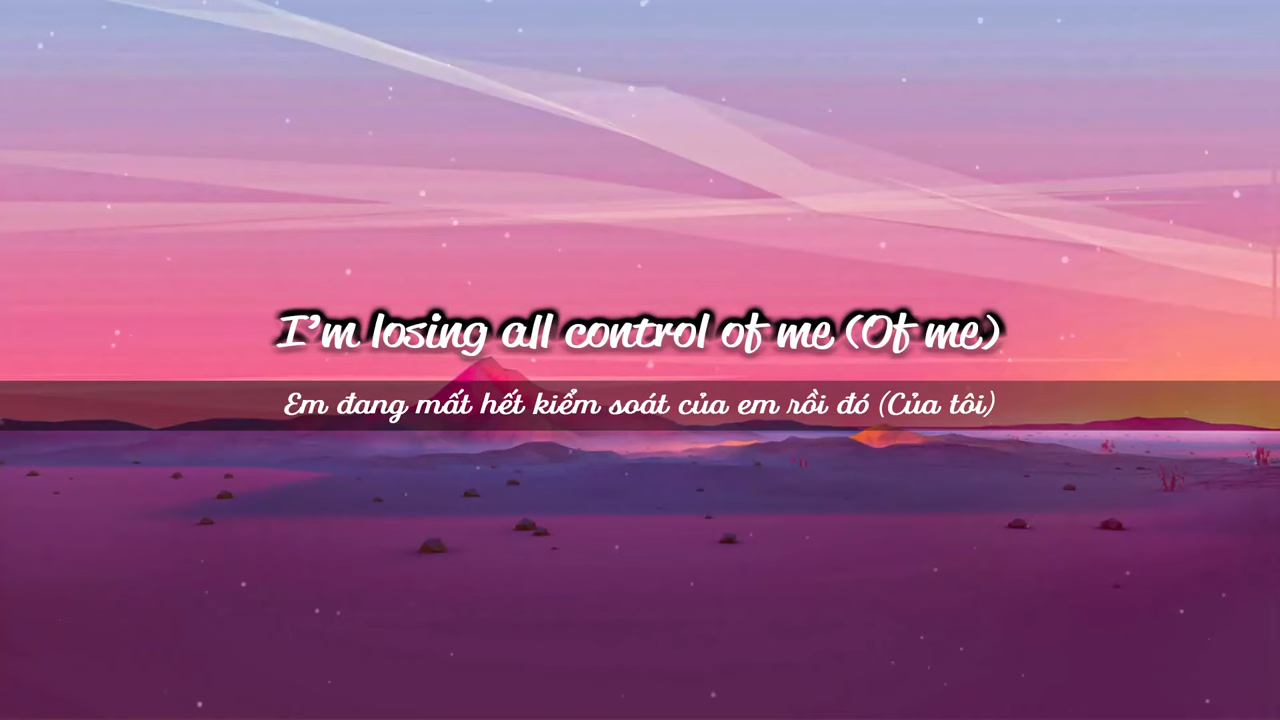 I'm losing all control of me (Of me)
Em đang mất hết kiểm soát của em rồi đó (Của tôi)